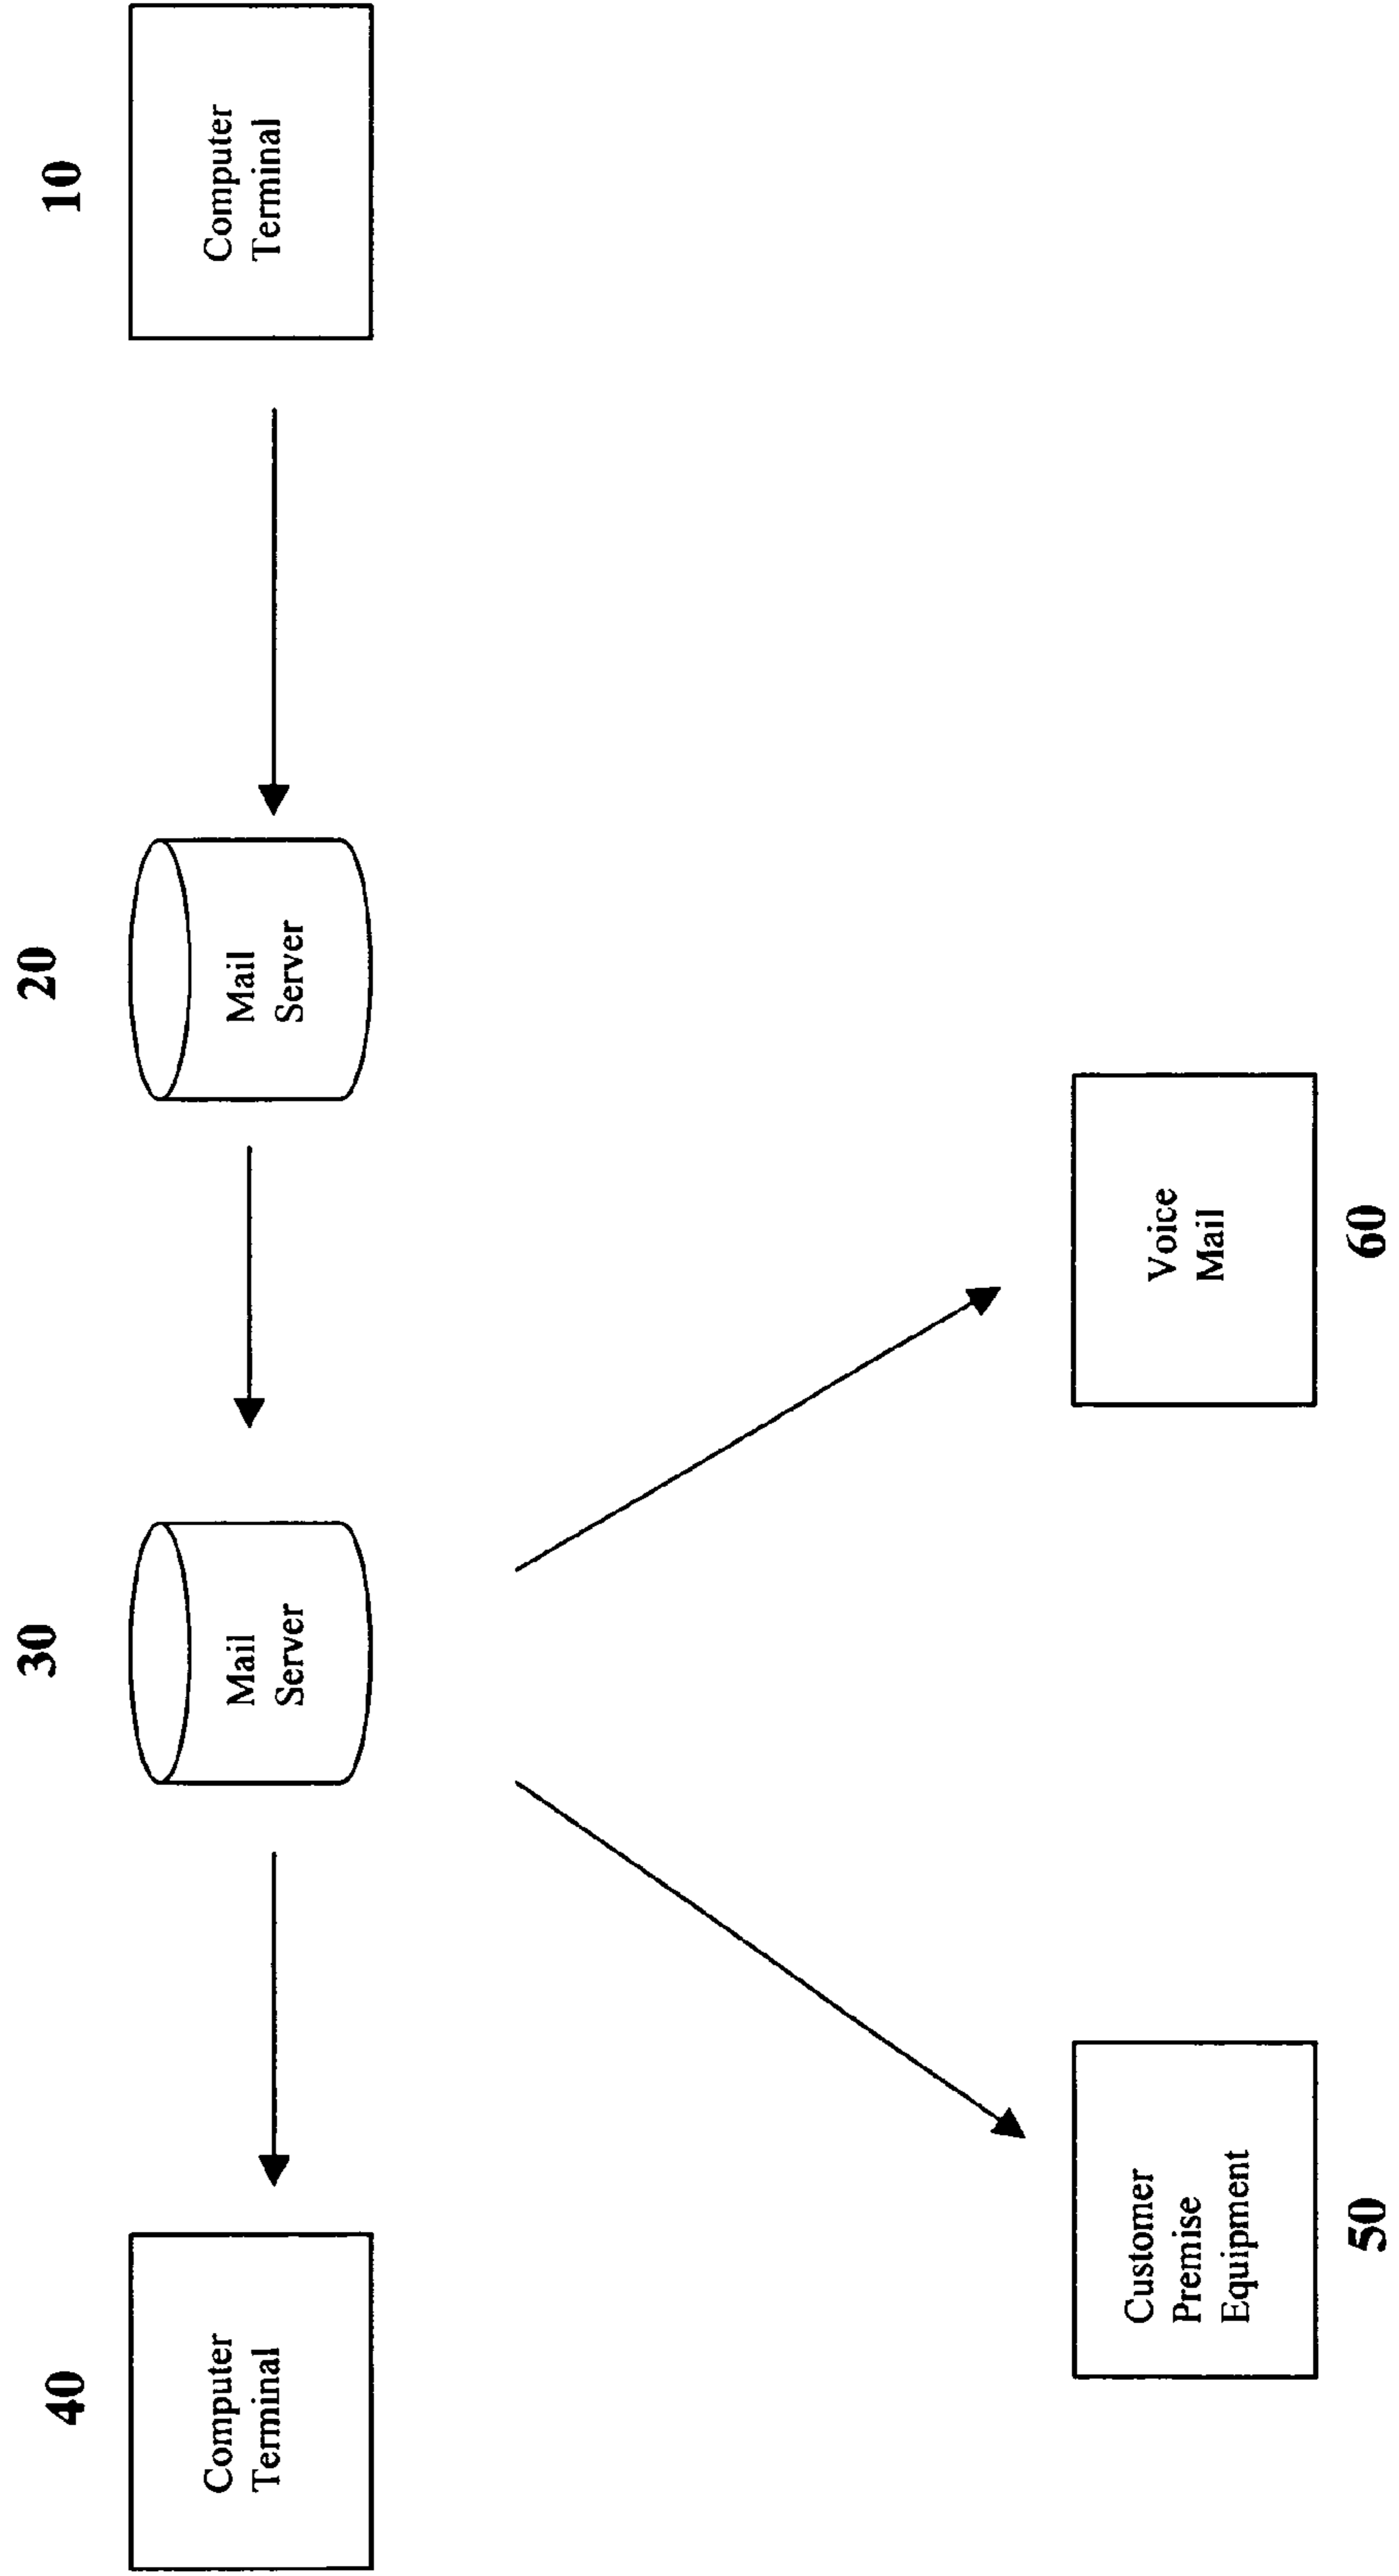 40
30
20
10
Computer
Terminal
Mail
Server
Mail
Server
Computer
Terminal
Customer
Premise
Equipment
Voice
Mail
50
60